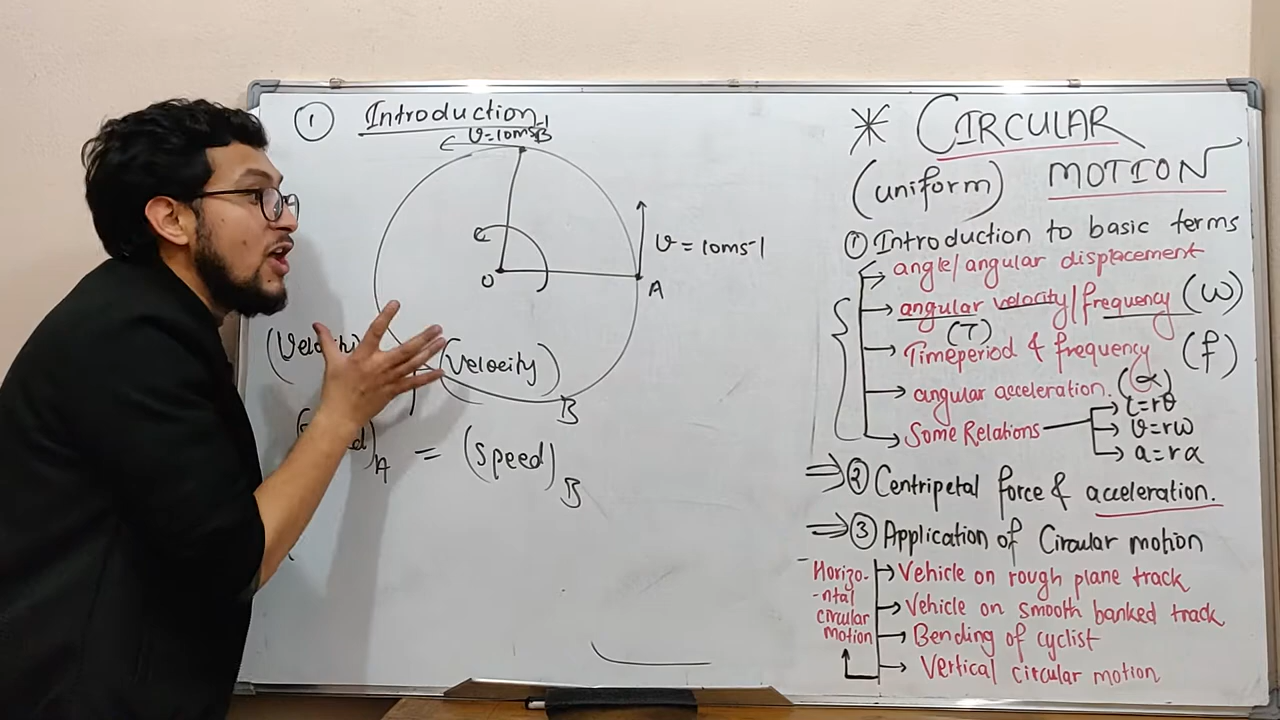 ① Introduction
v=10ms-1
B
v = 10ms-1
O
A
(Velocity)
B
(Speed)
A
=
(Speed)
B
* CIRCULAR
(uniform) MOTION
① Introduction to basic terms
→ angle/angular displacement
→ angular velocity/frequency (ω)
(T)
→ Timeperiod & frequency (f)
→ angular acceleration. (α)
→ Some Relations
→ l=rθ
→ v=rω
→ a=rα
⇒ ② Centripetal force & acceleration.
⇒ ③ Application of Circular motion
Horizo-
-ntal
circular
motion
→ Vehicle on rough plane track
→ Vehicle on smooth banked track
→ Bending of cyclist
→ Vertical circular motion